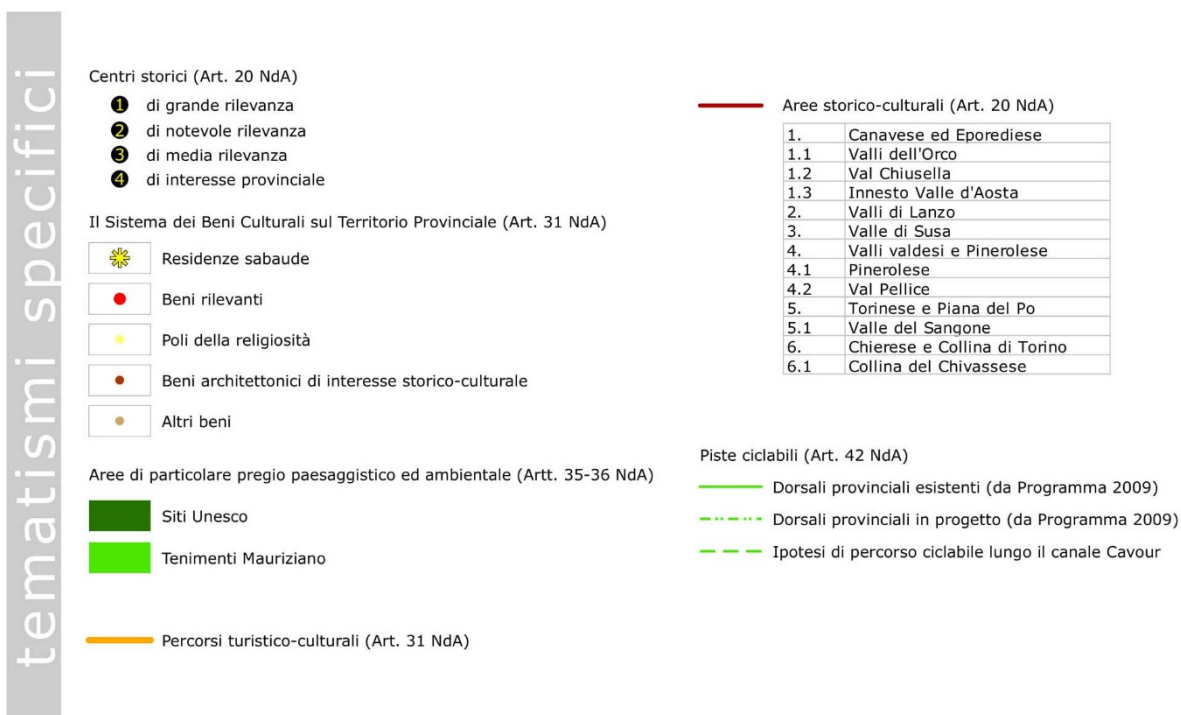 tematismi specifici
Centri storici (Art. 20 NdA)
1 di grande rilevanza
2 di notevole rilevanza
3 di media rilevanza
4 di interesse provinciale
Il Sistema dei Beni Culturali sul Territorio Provinciale (Art. 31 NdA)
Residenze sabaude
Beni rilevanti
Poli della religiosità
Beni architettonici di interesse storico-culturale
Altri beni
Aree di particolare pregio paesaggistico ed ambientale (Artt. 35-36 NdA)
Siti Unesco
Tenimenti Mauriziano
Percorsi turistico-culturali (Art. 31 NdA)
Aree storico-culturali (Art. 20 NdA)
1. Canavese ed Eporediese
1.1 Valli dell'Orco
1.2 Val Chiusella
1.3 Innesto Valle d'Aosta
2. Valli di Lanzo
3. Valle di Susa
4. Valli valdesi e Pinerolese
4.1 Pinerolese
4.2 Val Pellice
5. Torinese e Piana del Po
5.1 Valle del Sangone
6. Chierese e Collina di Torino
6.1 Collina del Chivassese
Piste ciclabili (Art. 42 NdA)
Dorsali provinciali esistenti (da Programma 2009)
Dorsali provinciali in progetto (da Programma 2009)
Ipotesi di percorso ciclabile lungo il canale Cavour